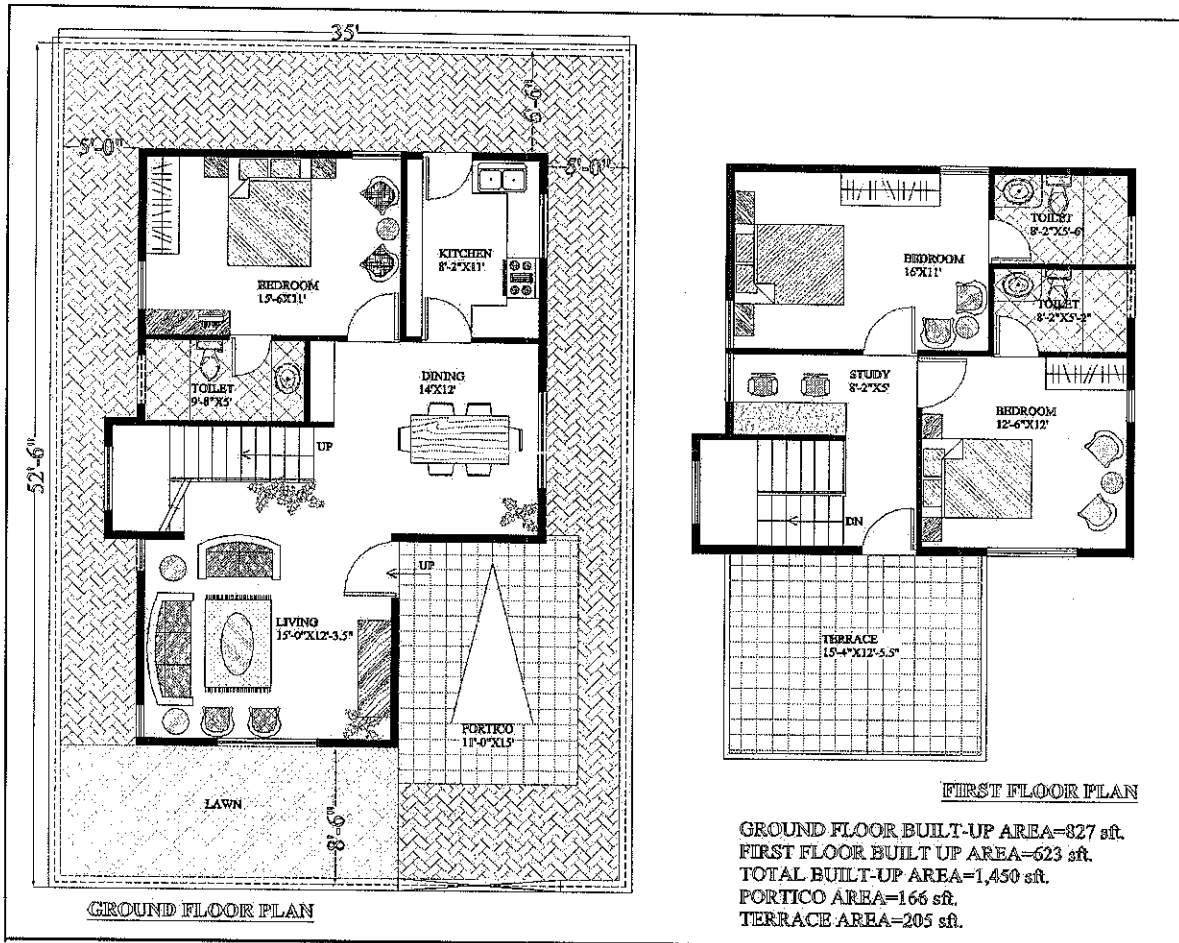 35'
6'-6"
5'-0"
5'-0"
52'-6"
BEDROOM
15'-6X11'
KITCHEN
8'-2"X11'
TOILET
9'-8"X5'
DINING
14'X12'
UP
UP
LIVING
15'-0"X12'-3.5"
PORTICO
11'-0"X15'
LAWN
8'-6"
GROUND FLOOR PLAN
TOILET
8'-2"X5'-6"
BEDROOM
16'X11'
TOILET
8'-2"X5'-2"
STUDY
8'-2"X5'
BEDROOM
12'-6"X12'
DN
TERRACE
15'-4"X12'-5.5"
FIRST FLOOR PLAN
GROUND FLOOR BUILT-UP AREA=827 sft.
FIRST FLOOR BUILT UP AREA=623 sft.
TOTAL BUILT-UP AREA=1,450 sft.
PORTICO AREA=166 sft.
TERRACE AREA=205 sft.